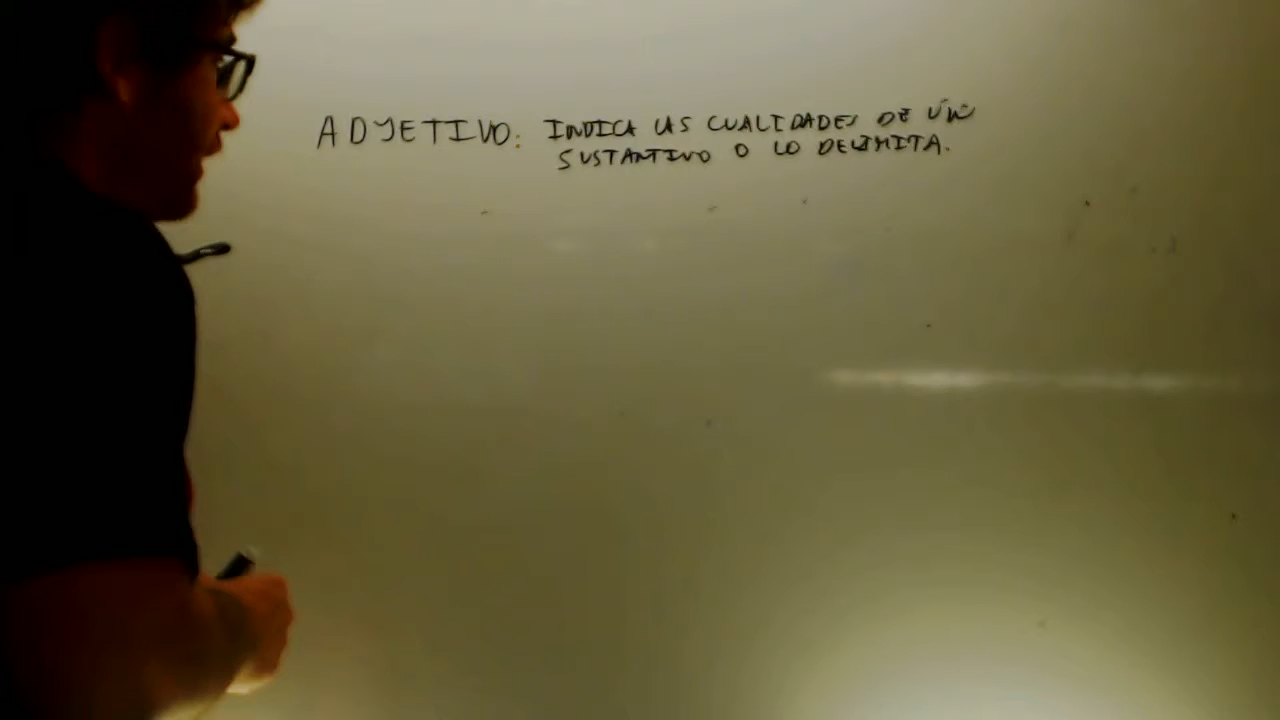 ADJETIVO: INDICA LAS CUALIDADES DE UN
SUSTANTIVO O LO DELIMITA.